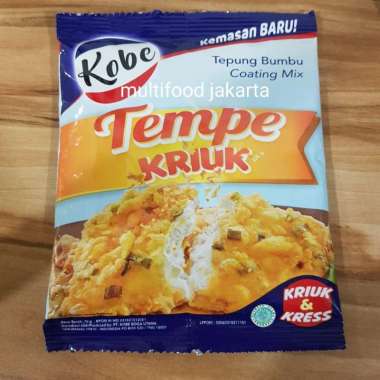 Kemasan BARU!
Kobe
Tepung Bumbu
Coating Mix
multifood jakarta
Tempe
KRIUK
KRIUK
&
KRESS